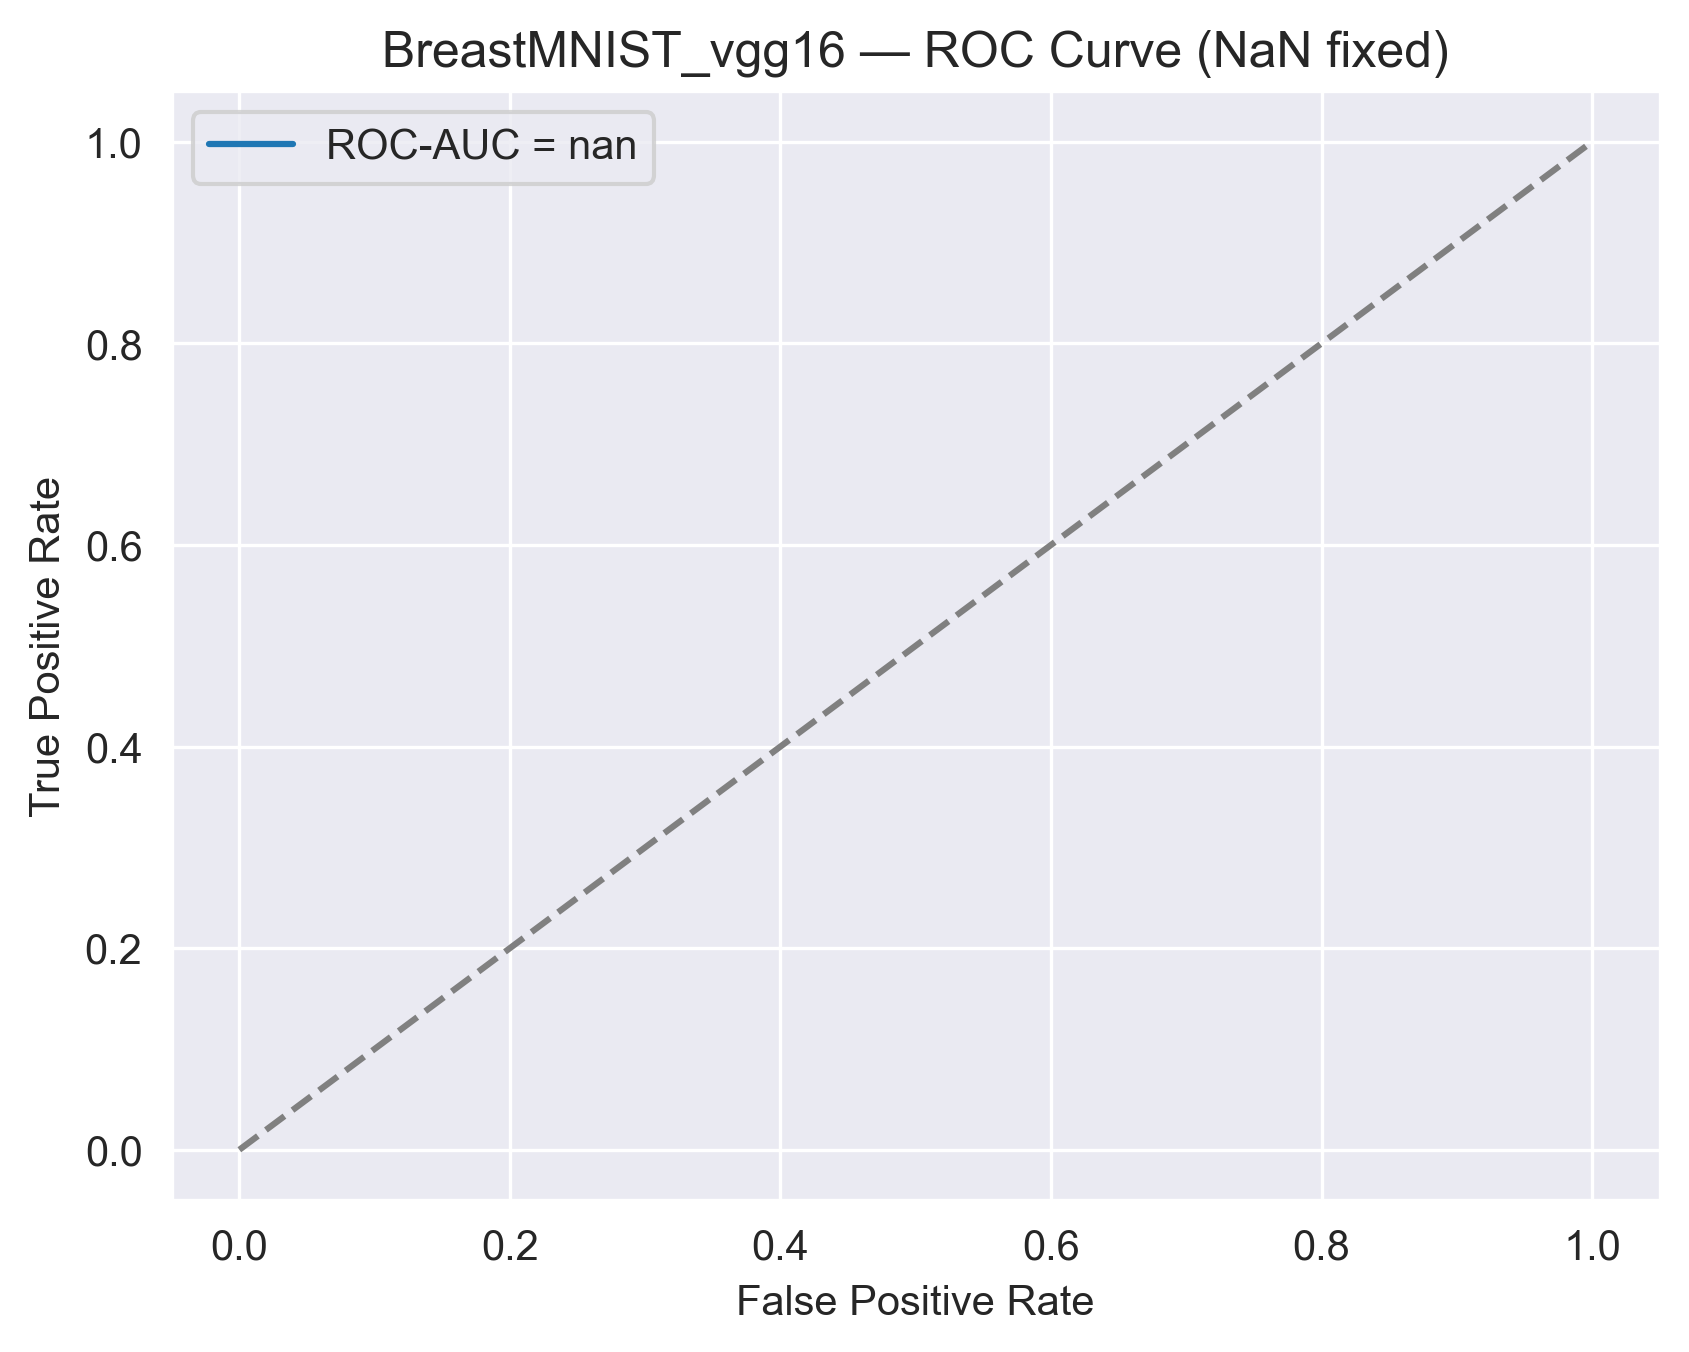 BreastMNIST_vgg16 — ROC Curve (NaN fixed)
ROC-AUC = nan
True Positive Rate
1.0
0.8
0.6
0.4
0.2
0.0
0.0 0.2 0.4 0.6 0.8 1.0
False Positive Rate